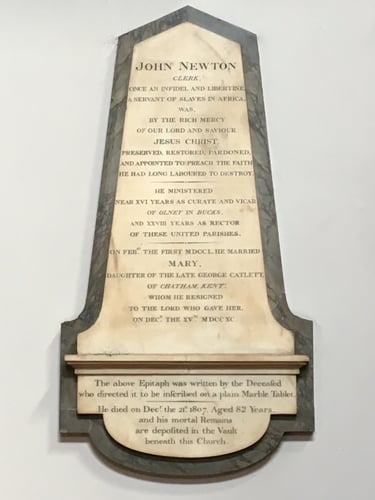 JOHN NEWTON
CLERK,
ONCE AN INFIDEL AND LIBERTINE
A SERVANT OF SLAVES IN AFRICA,
WAS,
BY THE RICH MERCY
OF OUR LORD AND SAVIOUR
JESUS CHRIST,
PRESERVED, RESTORED, PARDONED,
AND APPOINTED TO PREACH THE FAITH
HE HAD LONG LABOURED TO DESTROY.
HE MINISTERED
NEAR XVI YEARS AS CURATE AND VICAR
OF OLNEY IN BUCKS,
AND XXVIII YEARS AS RECTOR
OF THESE UNITED PARISHES.
ON FEBRY THE FIRST MDCCL HE MARRIED
MARY,
DAUGHTER OF THE LATE GEORGE CATLETT,
OF CHATHAM, KENT,
WHOM HE RESIGNED
TO THE LORD WHO GAVE HER,
ON DECR THE XVTH MDCCXC
The above Epitaph was written by the Deceased
who directed it to be inscribed on a plain Marble Tablet.
He died on Decr the 21st 1807. Aged 82 Years.
and his mortal Remains
are deposited in the Vault
beneath this Church.